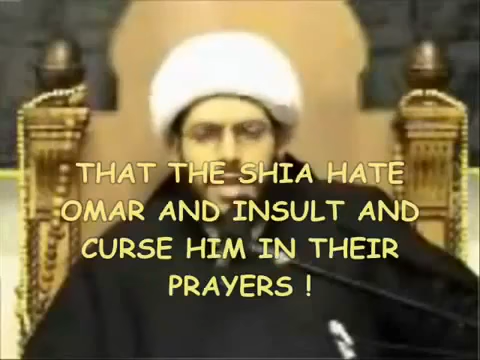 THAT THE SHIA HATE
OMAR AND INSULT AND
CURSE HIM IN THEIR
PRAYERS !